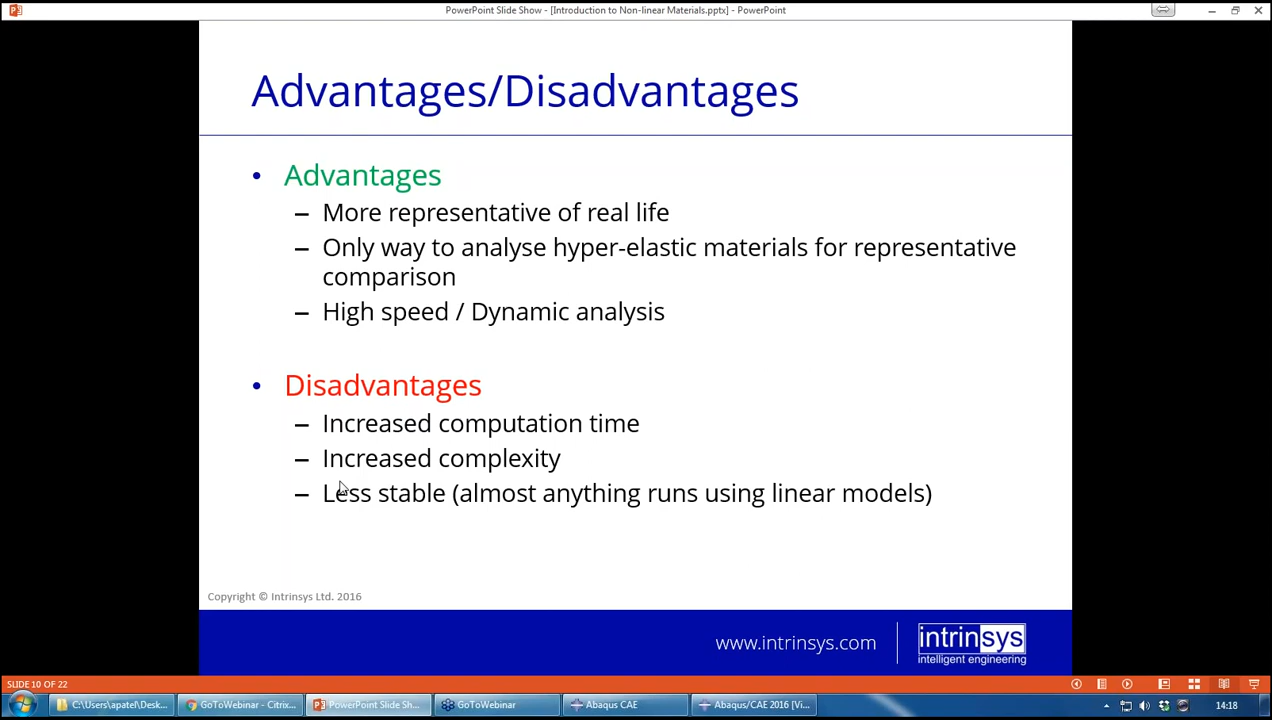 PowerPoint Slide Show - [Introduction to Non-linear Materials.pptx] - PowerPoint
Advantages/Disadvantages
• Advantages
– More representative of real life
– Only way to analyse hyper-elastic materials for representative
comparison
– High speed / Dynamic analysis
• Disadvantages
– Increased computation time
– Increased complexity
– Less stable (almost anything runs using linear models)
Copyright © Intrinsys Ltd. 2016
www.intrinsys.com
intrinsys
intelligent engineering
SLIDE 10 OF 22
C:\Users\apatel\Desk...
GoToWebinar - Citrix...
PowerPoint Slide Sh...
GoToWebinar
Abaqus CAE
Abaqus/CAE 2016 [Vi...
14:18